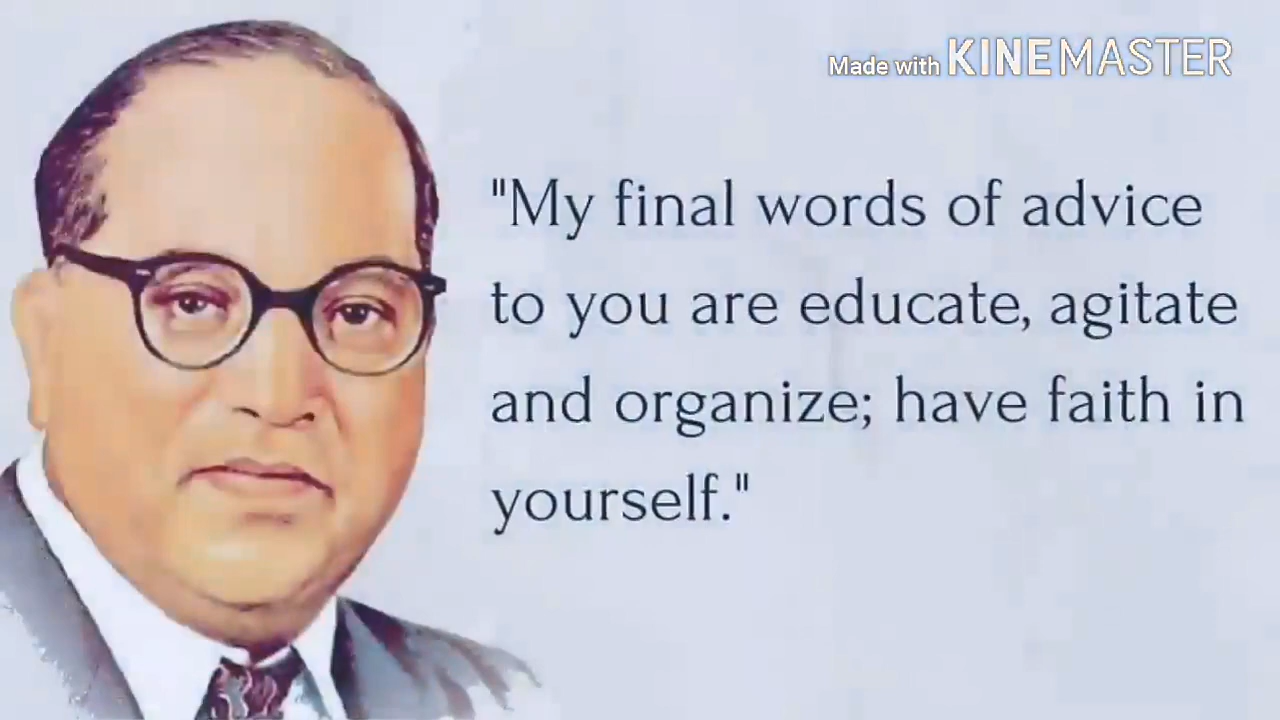 Made with KINEMASTER
"My final words of advice
to you are educate, agitate
and organize; have faith in
yourself."